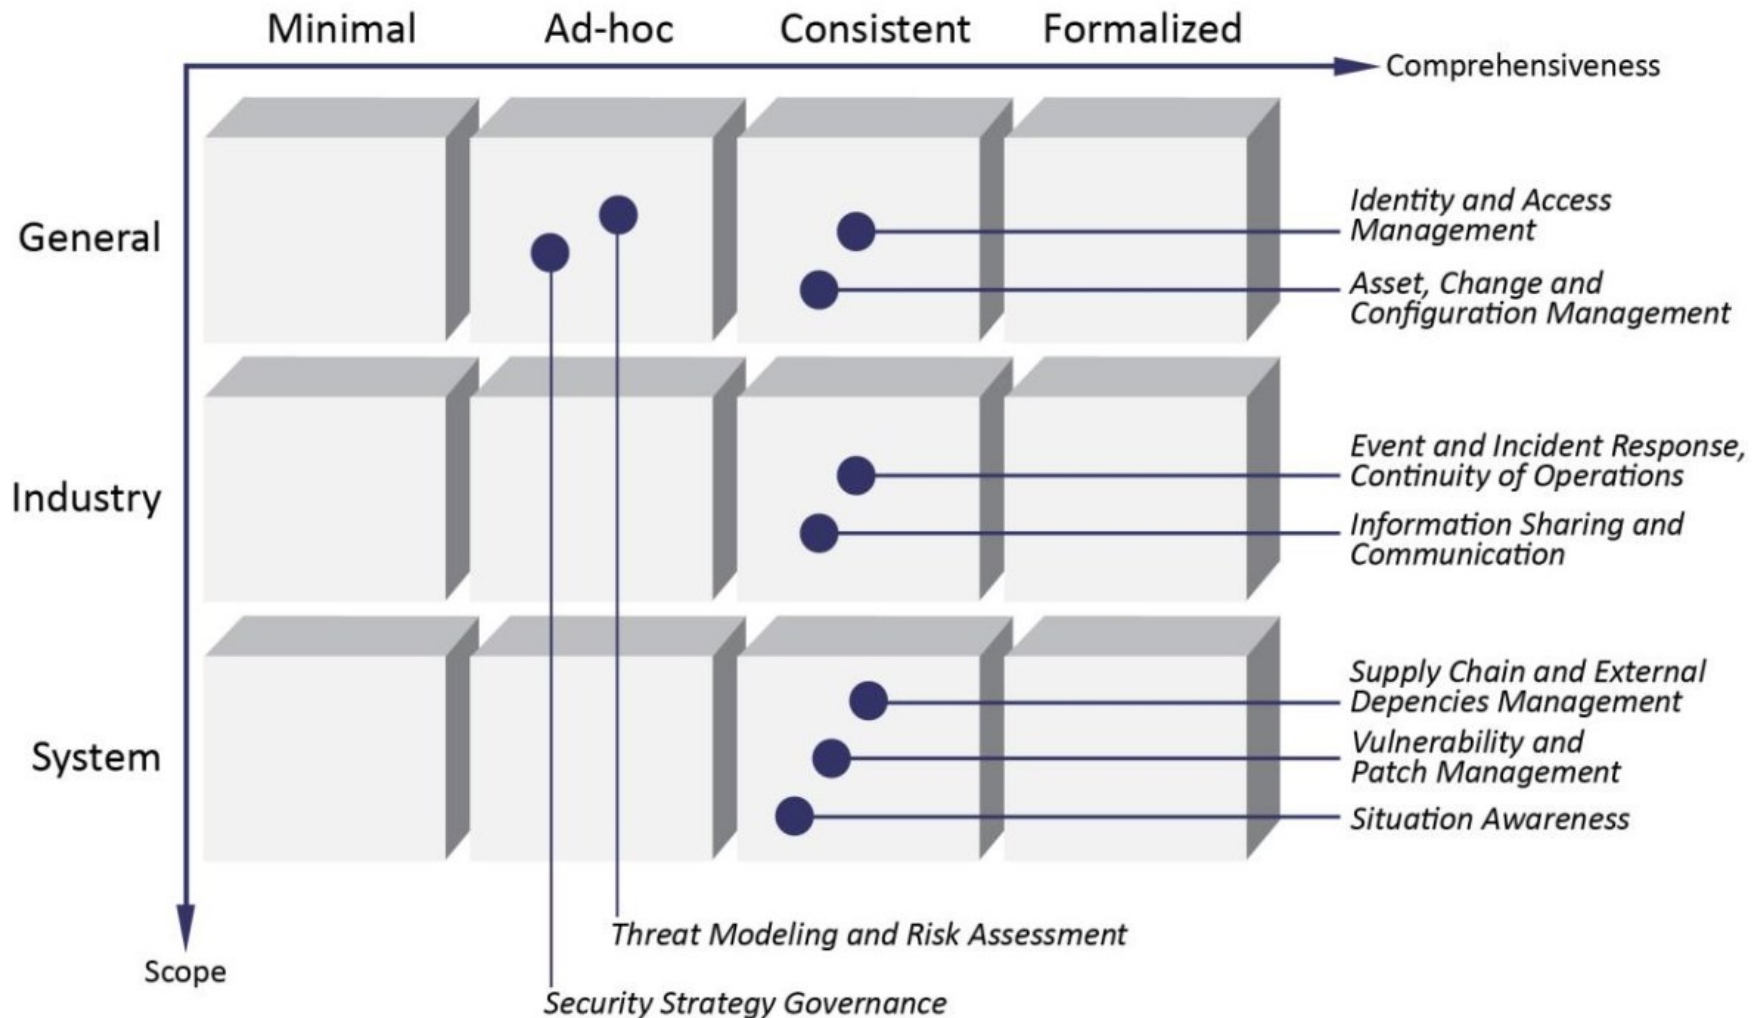 Minimal Ad-hoc Consistent Formalized
Comprehensiveness
General
Identity and Access
Management
Asset, Change and
Configuration Management
Industry
Event and Incident Response,
Continuity of Operations
Information Sharing and
Communication
System
Supply Chain and External
Depencies Management
Vulnerability and
Patch Management
Situation Awareness
Threat Modeling and Risk Assessment
Scope
Security Strategy Governance